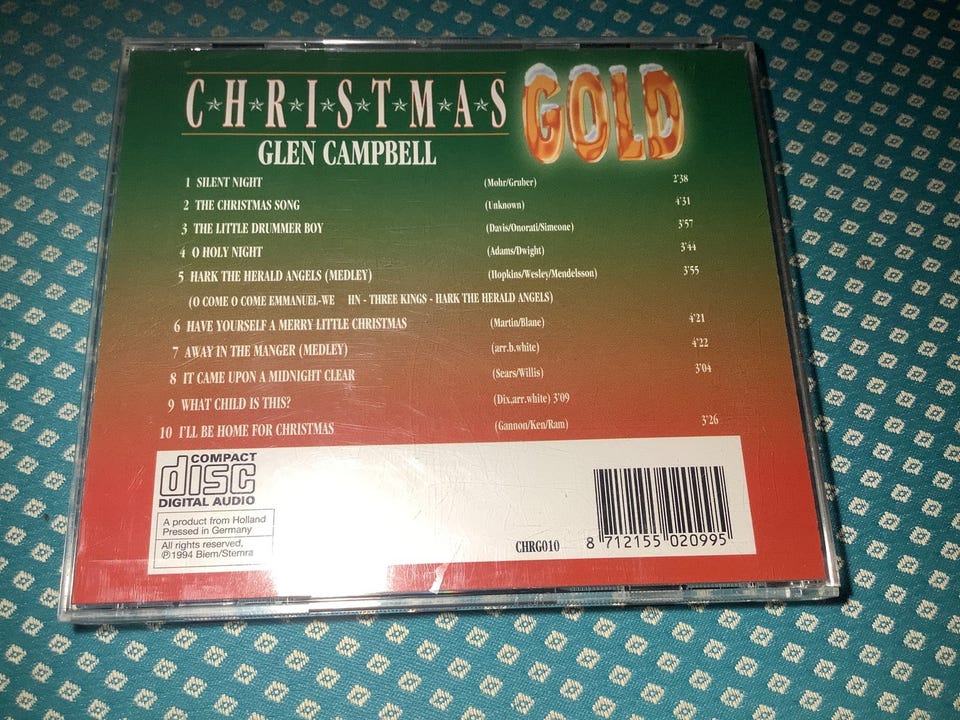 C*H*R*I*S*T*M*A*S GOLD
GLEN CAMPBELL
1 SILENT NIGHT (Mohr/Gruber) 2'38
2 THE CHRISTMAS SONG (Unknown) 4'31
3 THE LITTLE DRUMMER BOY (Davis/Onorati/Simeone) 3'57
4 O HOLY NIGHT (Adams/Dwight) 3'44
5 HARK THE HERALD ANGELS (MEDLEY) (Hopkins/Wesley/Mendelsson) 3'55
(O COME O COME EMMANUEL-WE HN - THREE KINGS - HARK THE HERALD ANGELS)
6 HAVE YOURSELF A MERRY LITTLE CHRISTMAS (Martin/Blane) 4'21
7 AWAY IN THE MANGER (MEDLEY) (arr.b.white) 4'22
8 IT CAME UPON A MIDNIGHT CLEAR (Sears/Willis) 3'04
9 WHAT CHILD IS THIS? (Dix,arr.white) 3'09
10 I'LL BE HOME FOR CHRISTMAS (Gannon/Ken/Ram) 3'26
COMPACT
disc
DIGITAL AUDIO
A product from Holland
Pressed in Germany
All rights reserved,
℗1994 Biem/Stemra
CHRG010
8 712155 020995